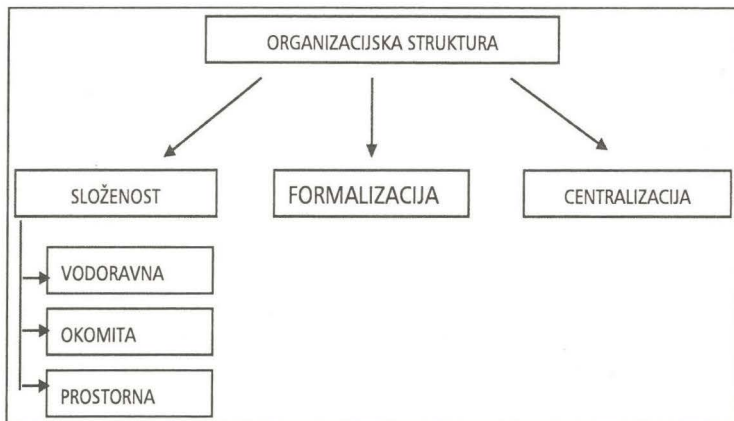 ORGANIZACIJSKA STRUKTURA
SLOŽENOST
FORMALIZACIJA
CENTRALIZACIJA
VODORAVNA
OKOMITA
PROSTORNA